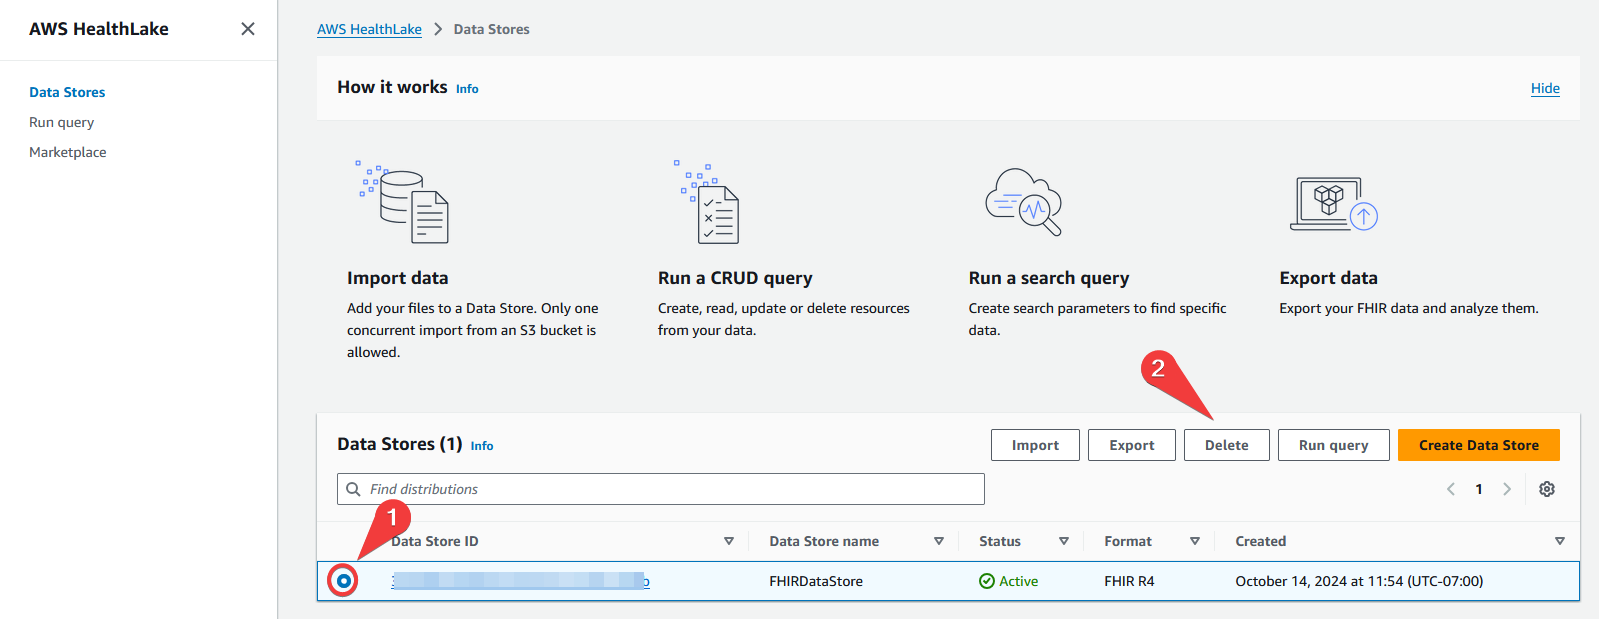 AWS HealthLake
Data Stores
Run query
Marketplace
AWS HealthLake > Data Stores
How it works Info
Hide
Import data
Add your files to a Data Store. Only one
concurrent import from an S3 bucket is
allowed.
Run a CRUD query
Create, read, update or delete resources
from your data.
Run a search query
Create search parameters to find specific
data.
Export data
Export your FHIR data and analyze them.
2
Data Stores (1) Info
Import Export Delete Run query Create Data Store
Find distributions
1
1
Data Store ID Data Store name Status Format Created
FHIRDataStore Active FHIR R4 October 14, 2024 at 11:54 (UTC-07:00)